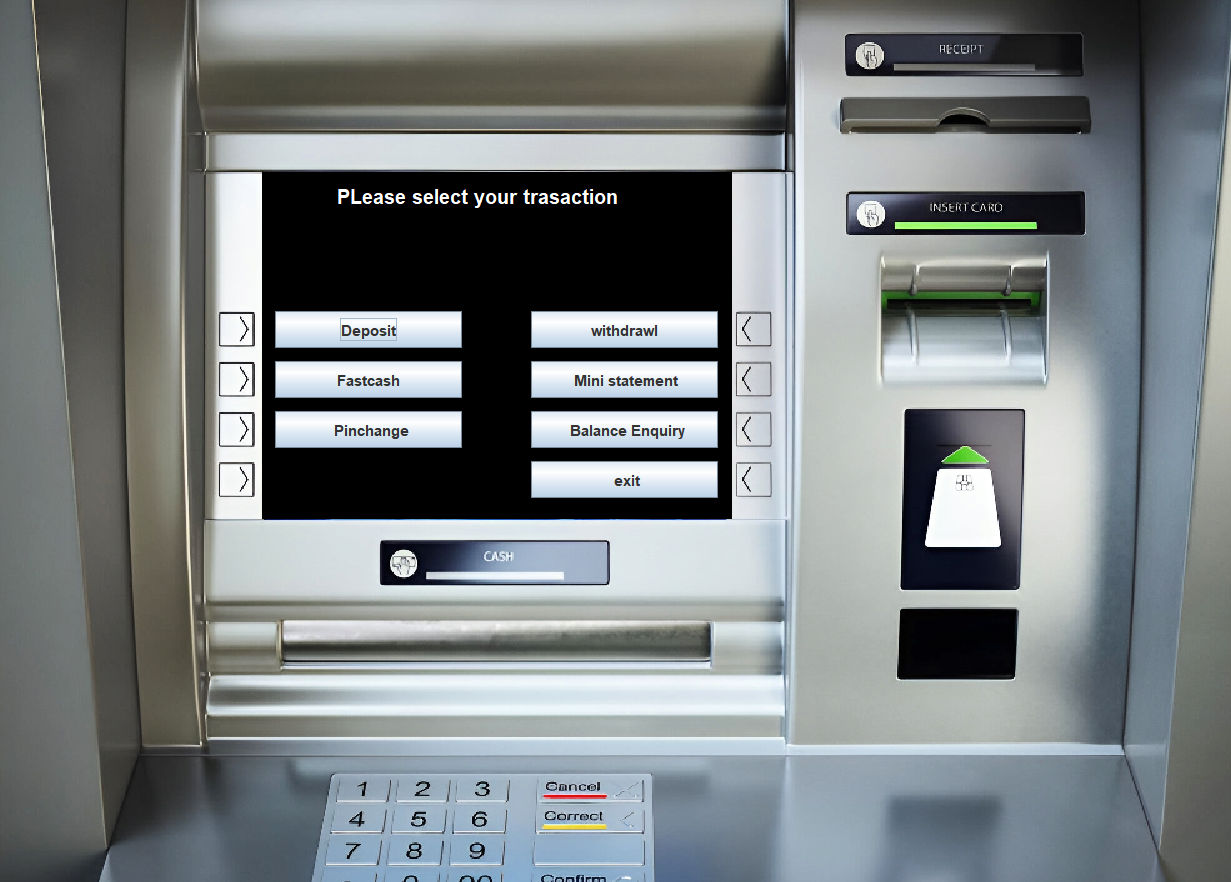 RECEIPT
PLease select your trasaction
INSERT CARD
Deposit
withdrawl
Fastcash
Mini statement
Pinchange
Balance Enquiry
exit
CASH
1 2 3 Cancel
4 5 6 Correct
7 8 9
0 00 Confirm